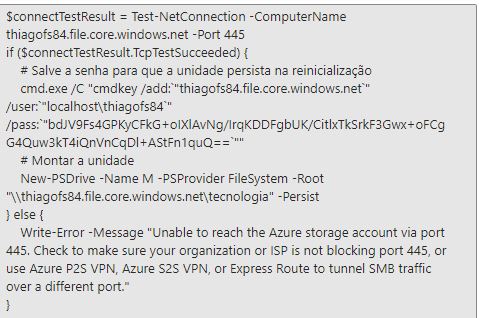 $connectTestResult = Test-NetConnection -ComputerName
thiagofs84.file.core.windows.net -Port 445
if ($connectTestResult.TcpTestSucceeded) {
# Salve a senha para que a unidade persista na reinicialização
cmd.exe /C "cmdkey /add:`"thiagofs84.file.core.windows.net`"
/user:`"localhost\thiagofs84`"
/pass:`"bdJV9Fs4GPKyCFkG+oIXlAvNg/IrqKDDFgbUK/CitlxTkSrkF3Gwx+oFCg
G4Quw3kT4iQnVnCqDl+AStFn1quQ==`""
# Montar a unidade
New-PSDrive -Name M -PSProvider FileSystem -Root
"\\thiagofs84.file.core.windows.net\tecnologia" -Persist
} else {
Write-Error -Message "Unable to reach the Azure storage account via port
445. Check to make sure your organization or ISP is not blocking port 445, or
use Azure P2S VPN, Azure S2S VPN, or Express Route to tunnel SMB traffic
over a different port."
}